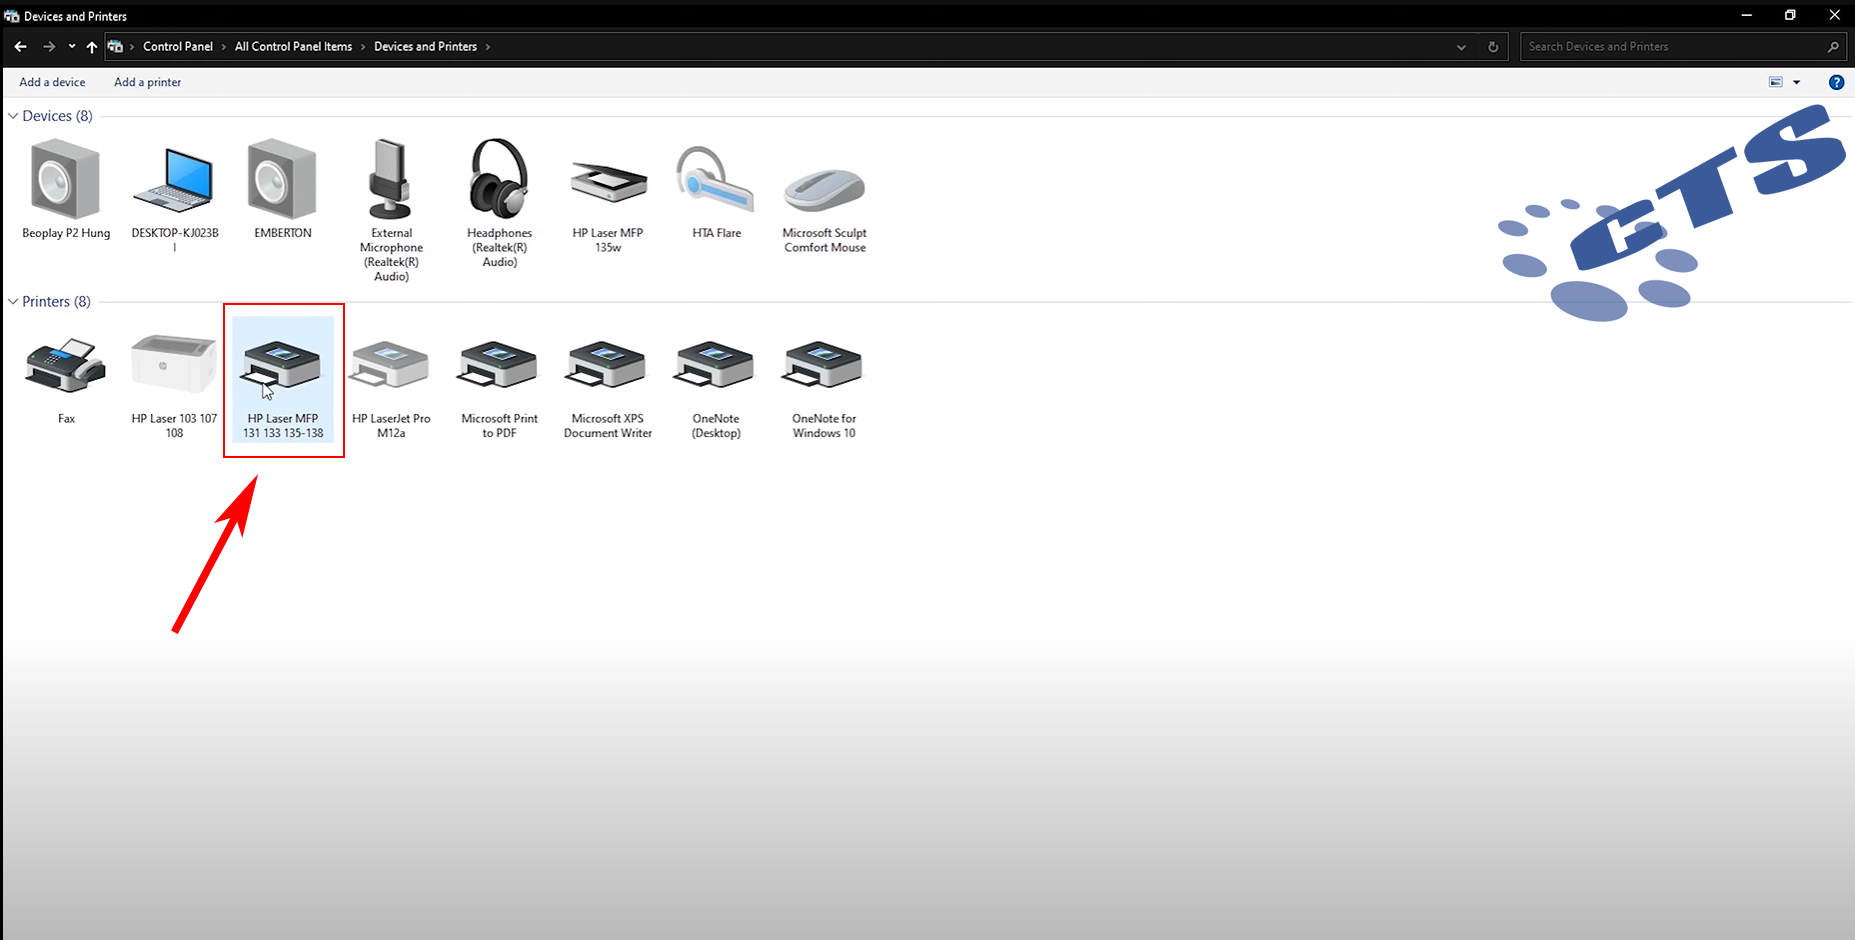 Devices and Printers
Control Panel
All Control Panel Items
Devices and Printers
Search Devices and Printers
Add a device
Add a printer
?
Devices (8)
CTS
Beoplay P2 Hung
DESKTOP-KJ023B
I
EMBERTON
External
Microphone
(Realtek(R)
Audio)
Headphones
(Realtek(R)
Audio)
HP Laser MFP
135w
HTA Flare
Microsoft Sculpt
Comfort Mouse
Printers (8)
Fax
HP Laser 103 107
108
HP Laser MFP
131 133 135-138
HP LaserJet Pro
M12a
Microsoft Print
to PDF
Microsoft XPS
Document Writer
OneNote
(Desktop)
OneNote for
Windows 10